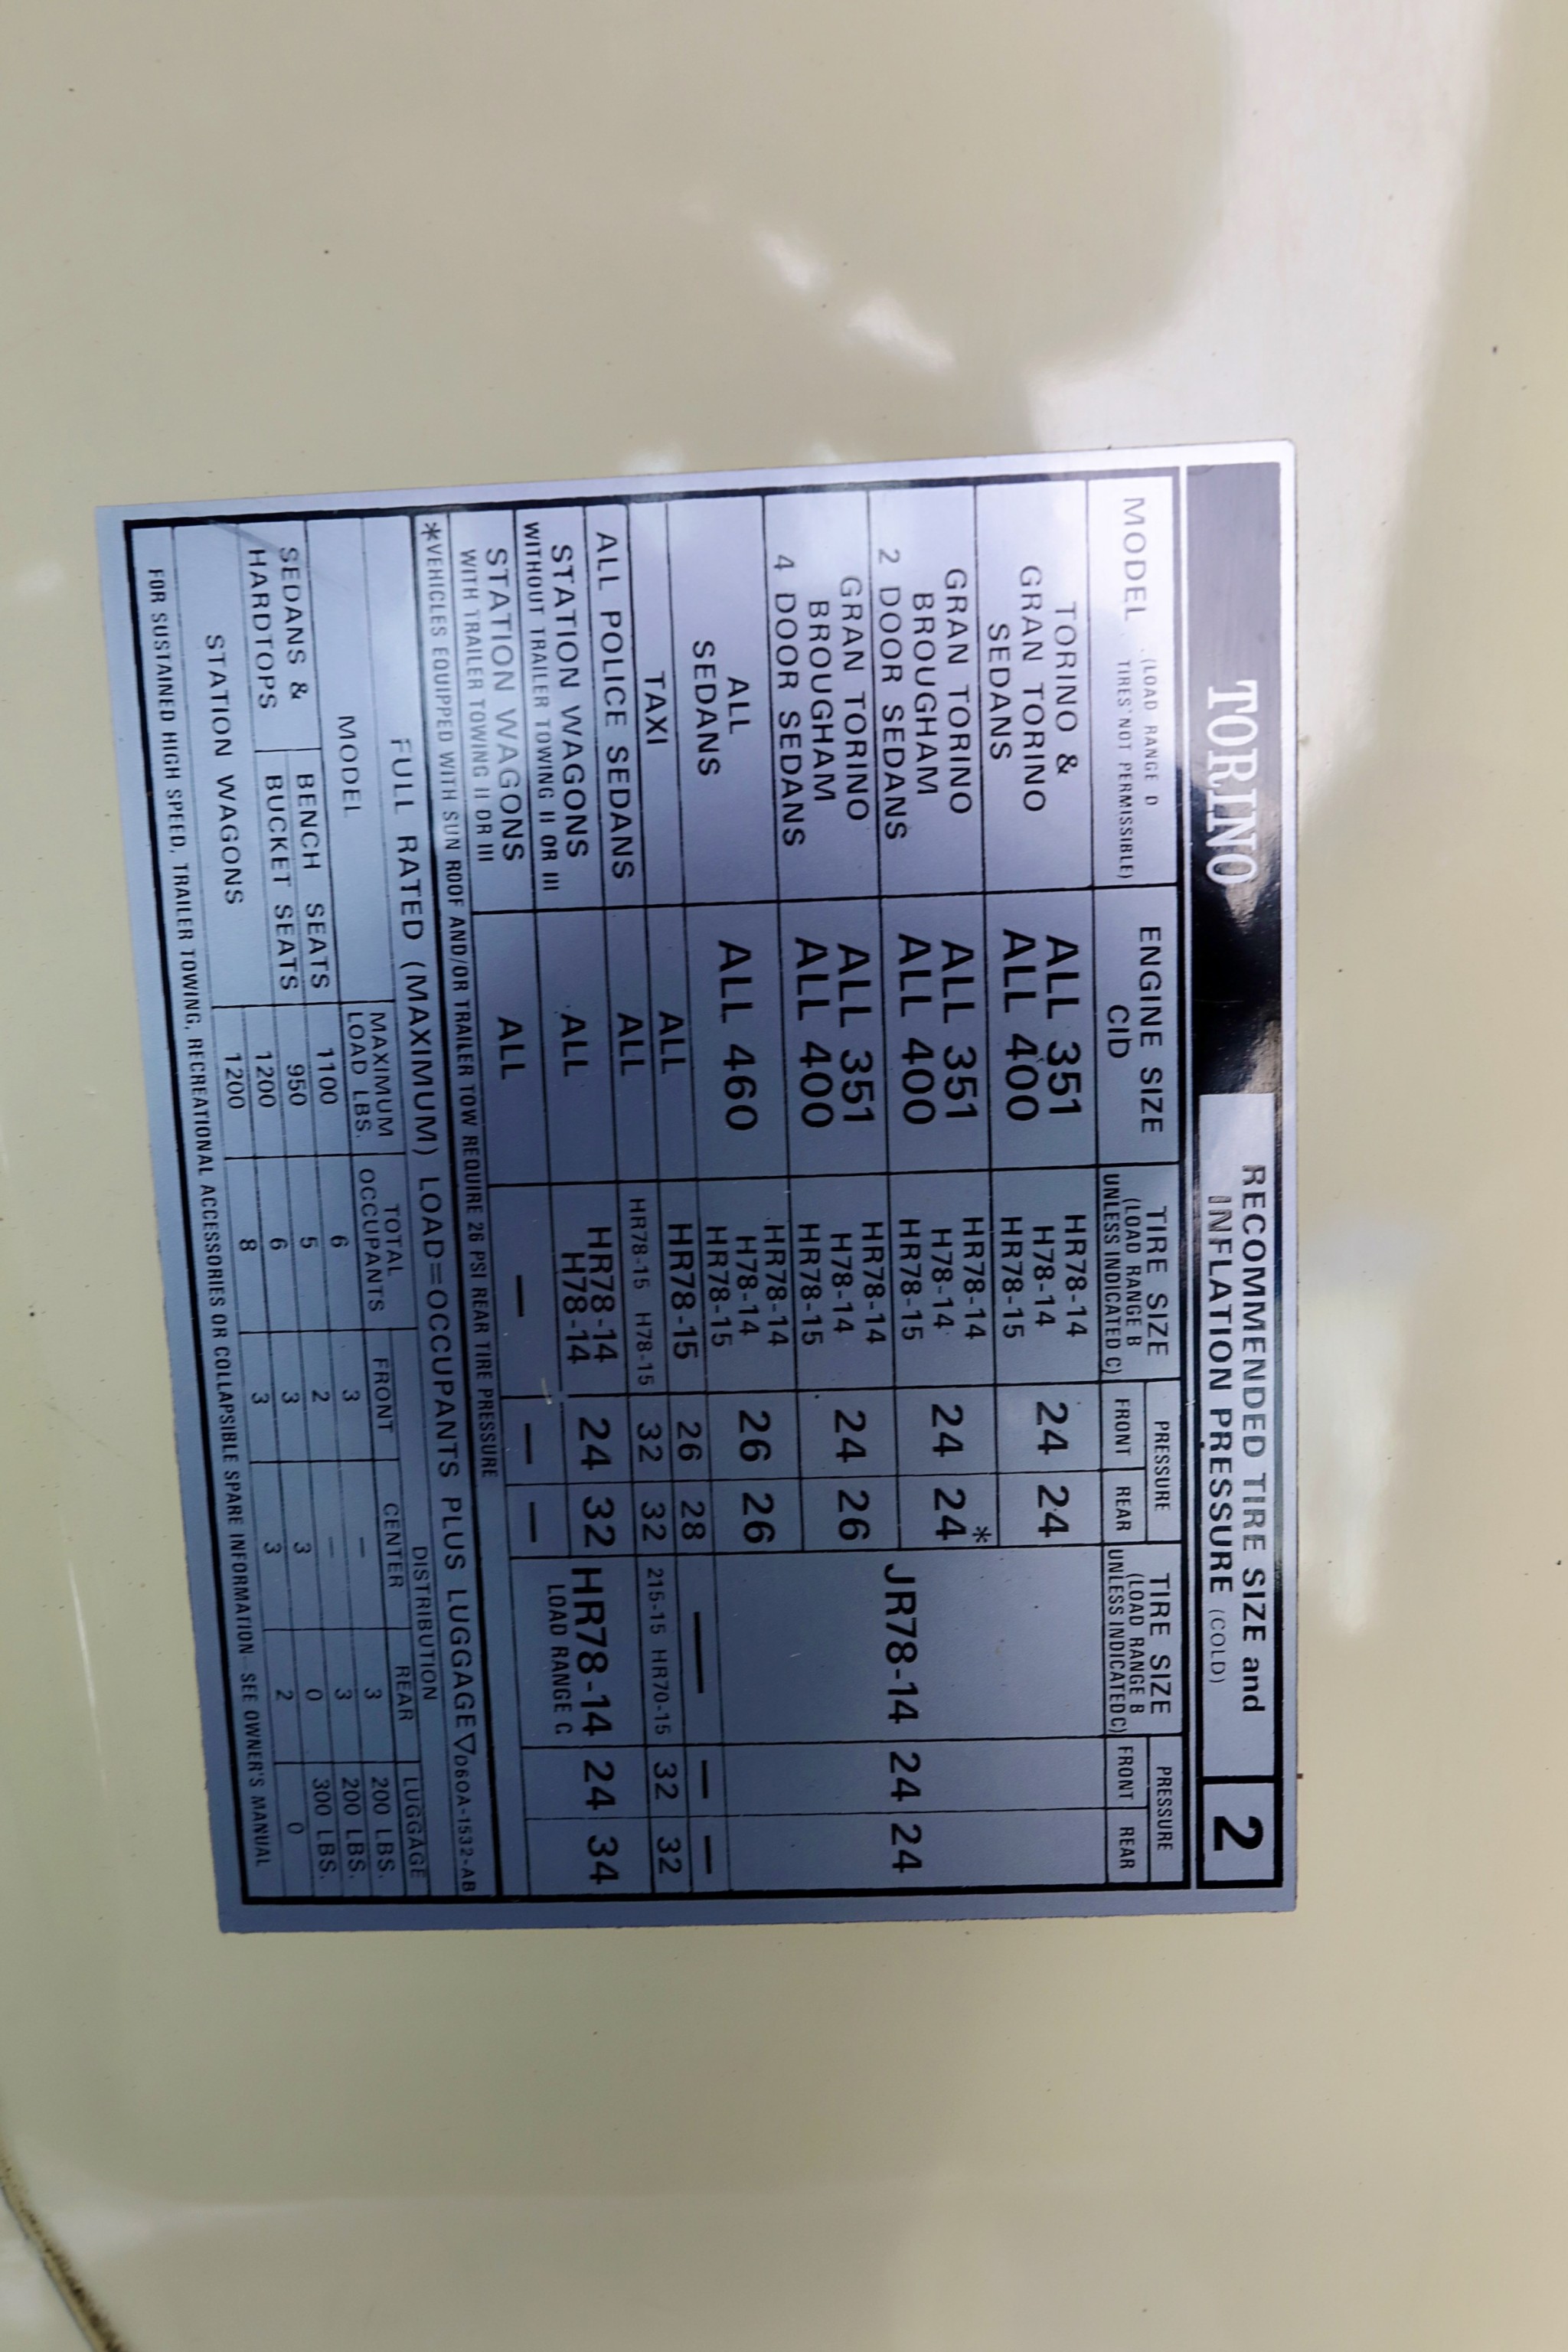 TORINO
RECOMMENDED TIRE SIZE and
INFLATION PRESSURE (COLD)
2
MODEL (LOAD RANGE D
TIRES NOT PERMISSIBLE)
ENGINE SIZE
CID
TIRE SIZE
(LOAD RANGE B
UNLESS INDICATED C)
PRESSURE
FRONT REAR
TIRE SIZE
(LOAD RANGE B
UNLESS INDICATED C)
PRESSURE
FRONT REAR
TORINO &
GRAN TORINO
SEDANS
ALL 351
ALL 400
HR78-14
H78-14
HR78-15
24 24
GRAN TORINO
BROUGHAM
2 DOOR SEDANS
ALL 351
ALL 400
HR78-14
H78-14
HR78-15
24 24*
JR78-14 24 24
GRAN TORINO
BROUGHAM
4 DOOR SEDANS
ALL 351
ALL 400
HR78-14
H78-14
HR78-15
24 26
ALL
SEDANS
ALL 460
HR78-14
H78-14
HR78-15
26 26
TAXI ALL HR78-15 26 28 — — —
ALL POLICE SEDANS ALL HR78-15 H78-15 32 32 215-15 HR70-15 32 32
STATION WAGONS
WITHOUT TRAILER TOWING II OR III
ALL
HR78-14
H78-14
24 32
HR78-14
LOAD RANGE C
24 34
STATION WAGONS
WITH TRAILER TOWING II OR III
ALL — — —
*VEHICLES EQUIPPED WITH SUN ROOF AND/OR TRAILER TOW REQUIRE 26 PSI REAR TIRE PRESSURE
FULL RATED (MAXIMUM) LOAD=OCCUPANTS PLUS LUGGAGE ▽D6OA-1532-AB
MODEL
MAXIMUM
LOAD LBS.
TOTAL
OCCUPANTS
DISTRIBUTION
FRONT CENTER REAR LUGGAGE
SEDANS &
HARDTOPS
BENCH SEATS 1100 6 3 — 3 200 LBS.
BUCKET SEATS 950 5 2 — 3 200 LBS.
STATION WAGONS
1200 6 3 3 0 300 LBS.
1200 8 3 3 2 0
FOR SUSTAINED HIGH SPEED, TRAILER TOWING, RECREATIONAL ACCESSORIES OR COLLAPSIBLE SPARE INFORMATION—SEE OWNER'S MANUAL